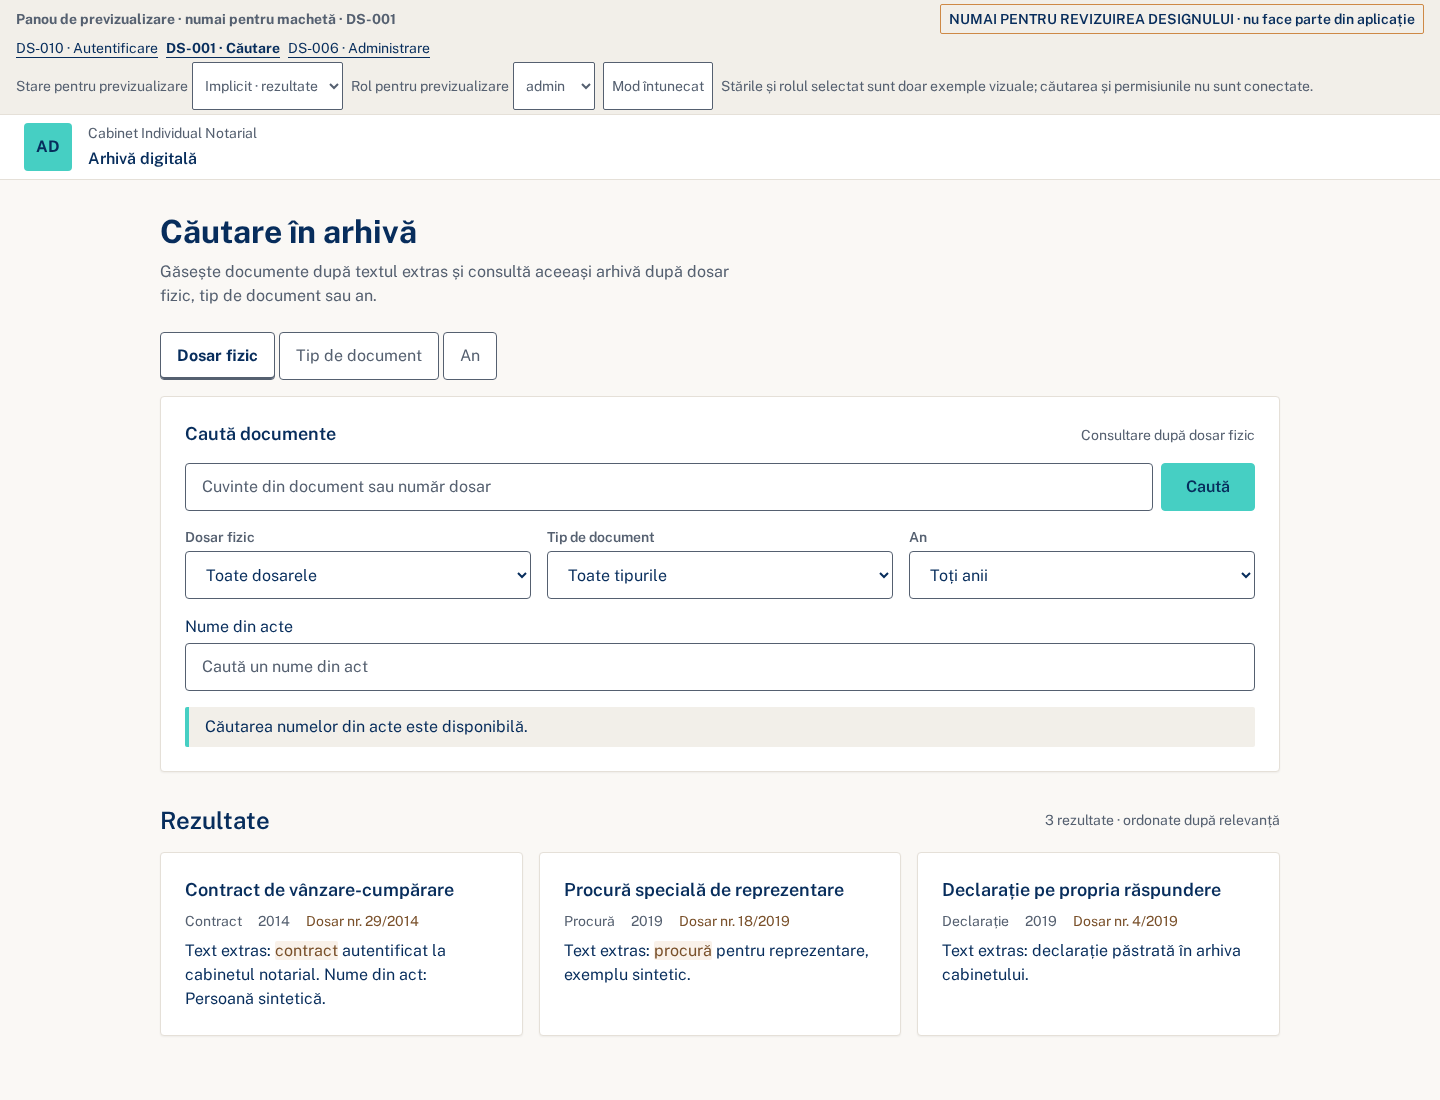 Panou de previzualizare · numai pentru machetă · DS-001
NUMAI PENTRU REVIZUIREA DESIGNULUI · nu face parte din aplicație
DS-010 · Autentificare DS-001 · Căutare DS-006 · Administrare
Stare pentru previzualizare Implicit · rezultate Rol pentru previzualizare admin Mod întunecat Stările și rolul selectat sunt doar exemple vizuale; căutarea și permisiunile nu sunt conectate.
AD
Cabinet Individual Notarial
Arhivă digitală
Căutare în arhivă
Găsește documente după textul extras și consultă aceeași arhivă după dosar
fizic, tip de document sau an.
Dosar fizic Tip de document An
Caută documente
Consultare după dosar fizic
Cuvinte din document sau număr dosar
Caută
Dosar fizic Tip de document An
Toate dosarele Toate tipurile Toți anii
Nume din acte
Caută un nume din act
Căutarea numelor din acte este disponibilă.
Rezultate
3 rezultate · ordonate după relevanță
Contract de vânzare-cumpărare
Contract 2014 Dosar nr. 29/2014
Text extras: contract autentificat la
cabinetul notarial. Nume din act:
Persoană sintetică.
Procură specială de reprezentare
Procură 2019 Dosar nr. 18/2019
Text extras: procură pentru reprezentare,
exemplu sintetic.
Declarație pe propria răspundere
Declarație 2019 Dosar nr. 4/2019
Text extras: declarație păstrată în arhiva
cabinetului.